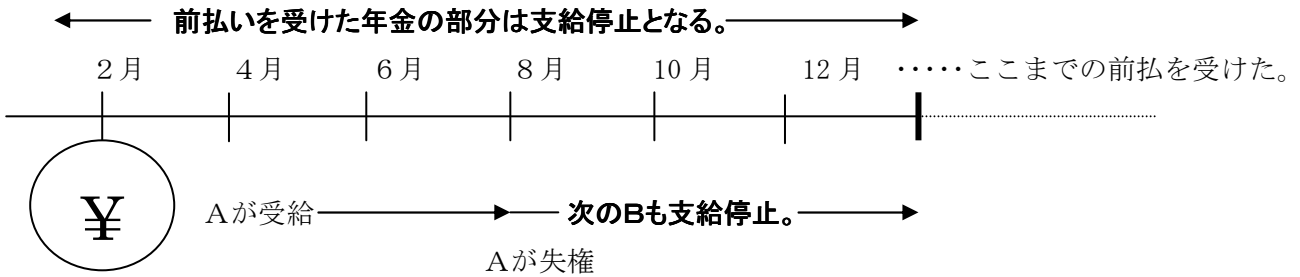 前払いを受けた年金の部分は支給停止となる。
２月 ４月 ６月 ８月 10月 12月 ・・・・・ここまでの前払を受けた。
￥
Ａが受給 次のＢも支給停止。
Ａが失権